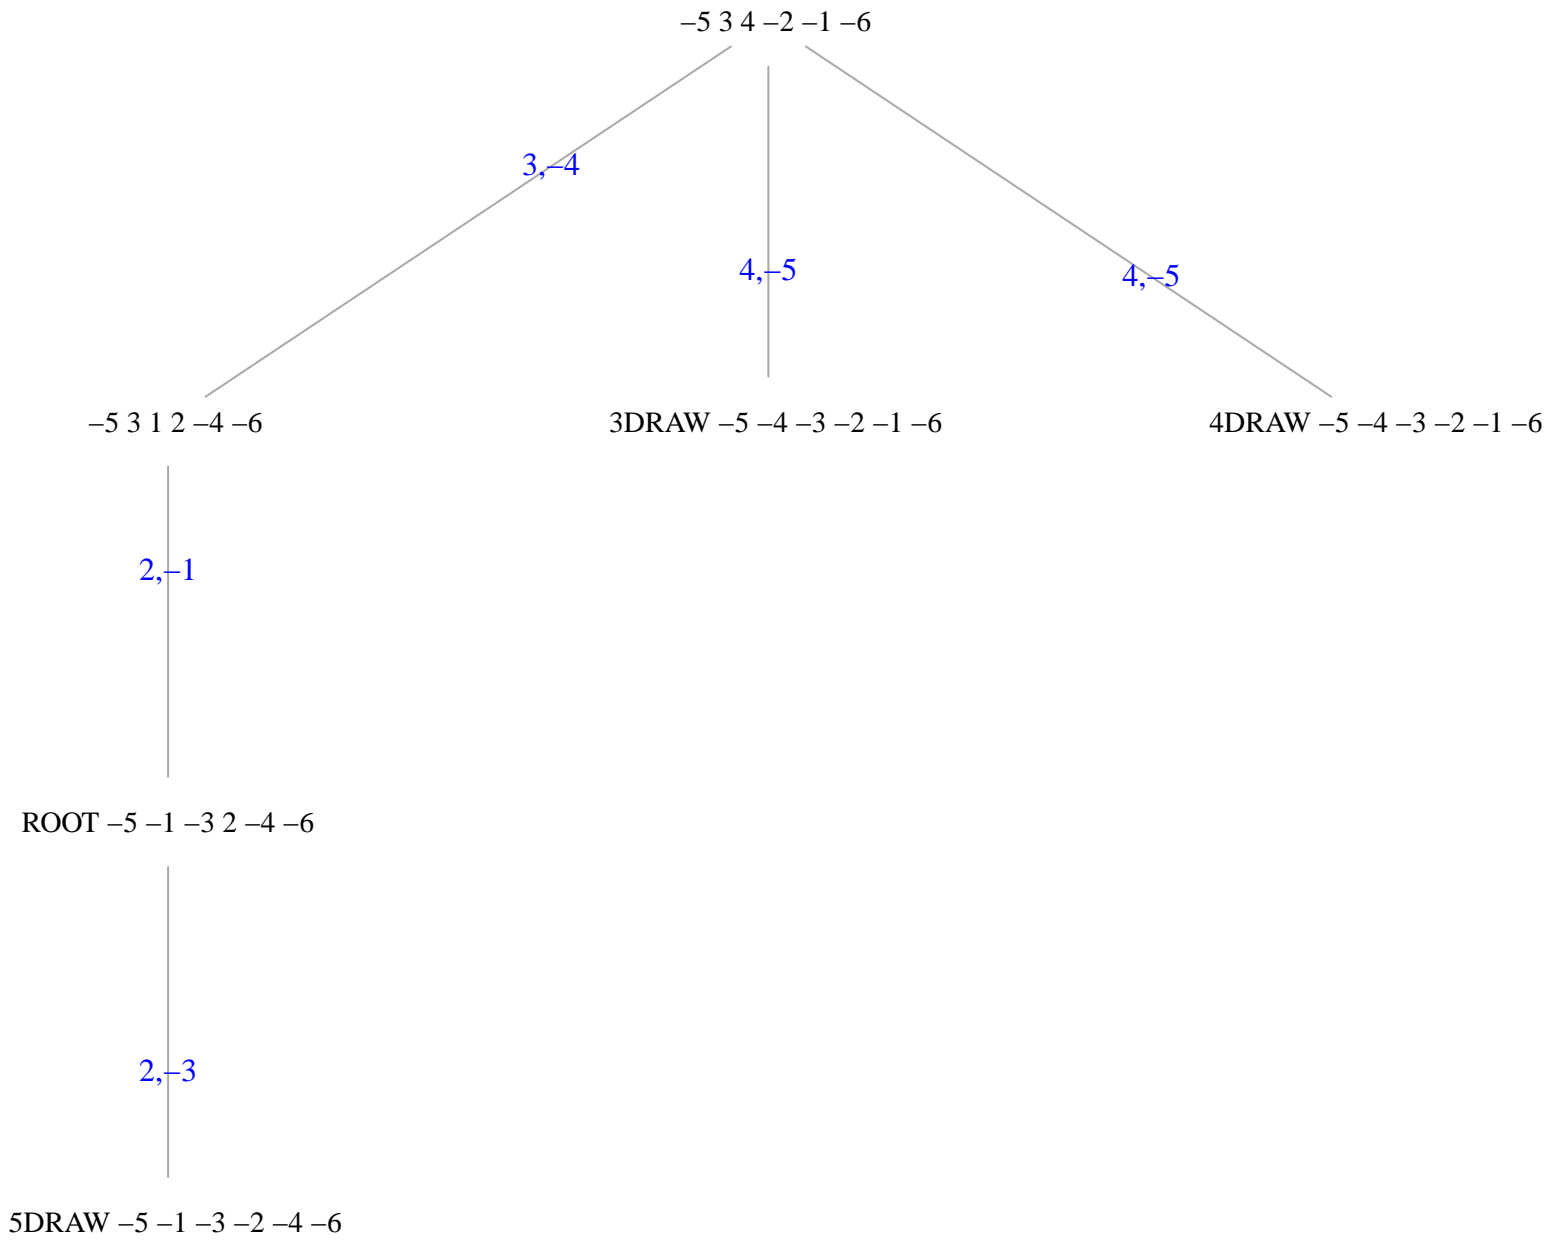 –5 3 4 –2 –1 –6
3,–4
4,–5
4,–5
–5 3 1 2 –4 –6
3DRAW –5 –4 –3 –2 –1 –6
4DRAW –5 –4 –3 –2 –1 –6
2,–1
ROOT –5 –1 –3 2 –4 –6
2,–3
5DRAW –5 –1 –3 –2 –4 –6